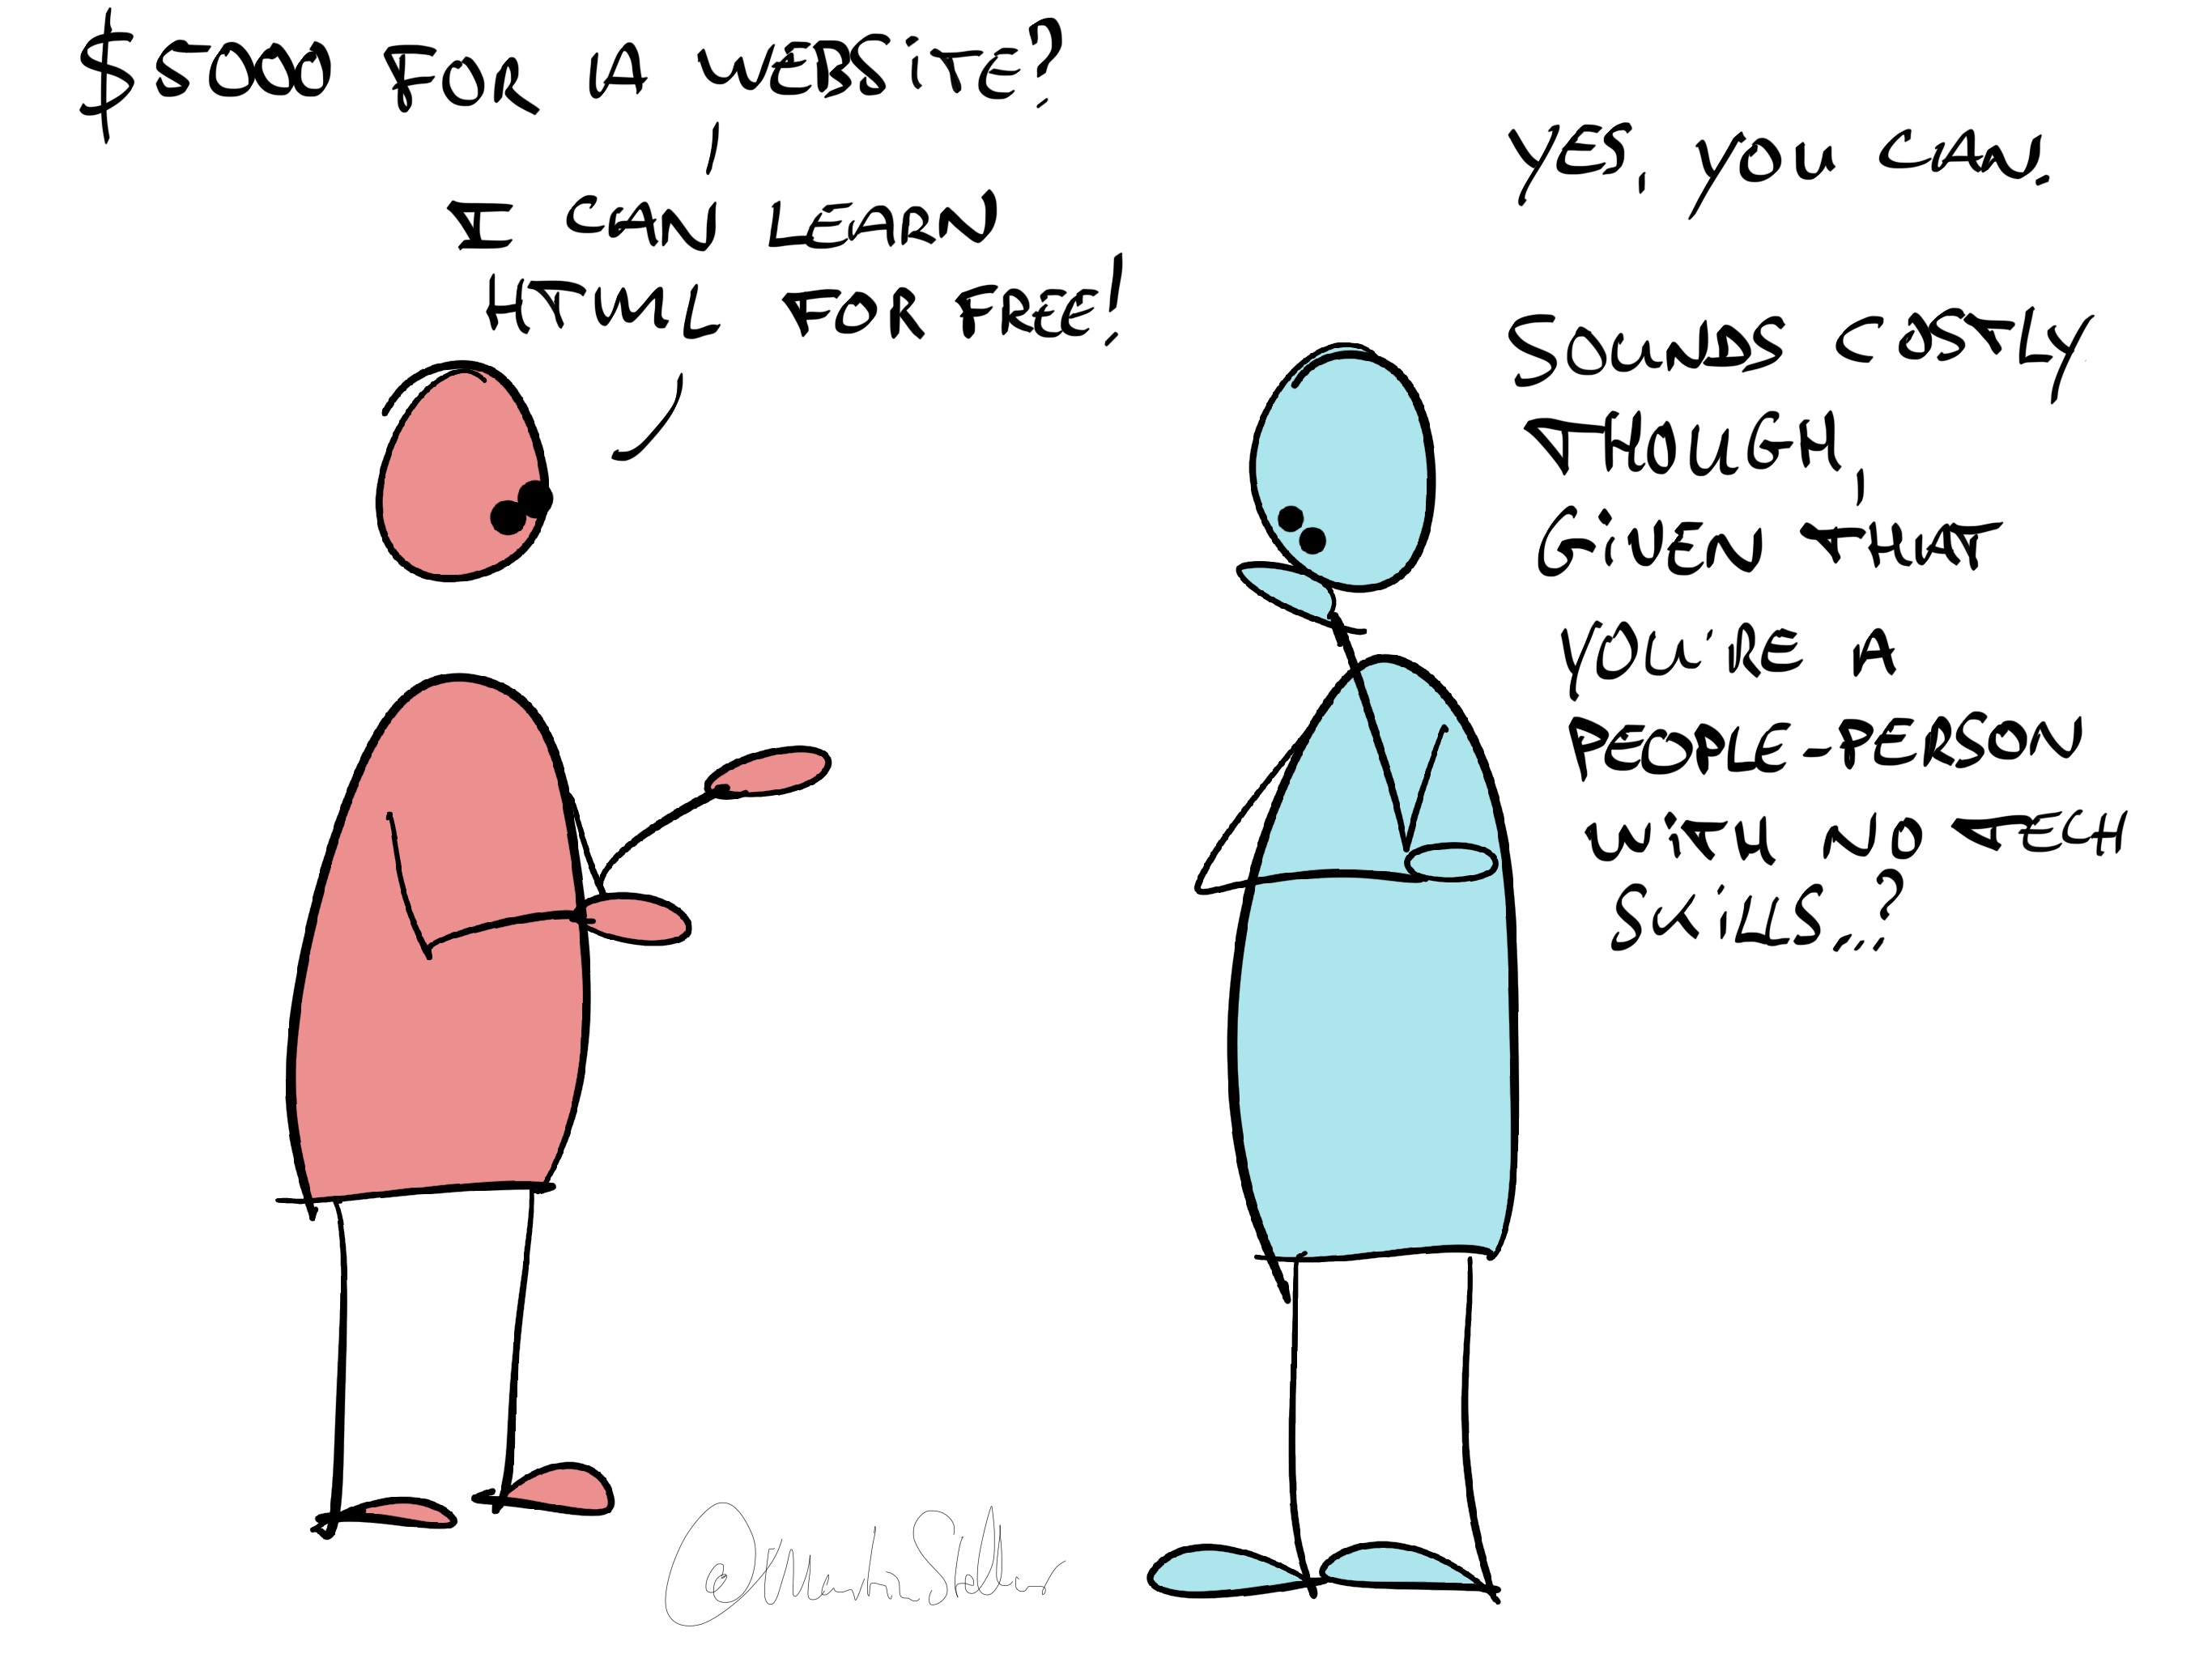 $5000 FOR A WEBSITE?
I CAN LEARN
HTML FOR FREE!
YES, YOU CAN.
SOUNDS COSTLY
THOUGH,
GIVEN THAT
YOU'RE A
PEOPLE-PERSON
WITH NO TECH
SKILLS...?